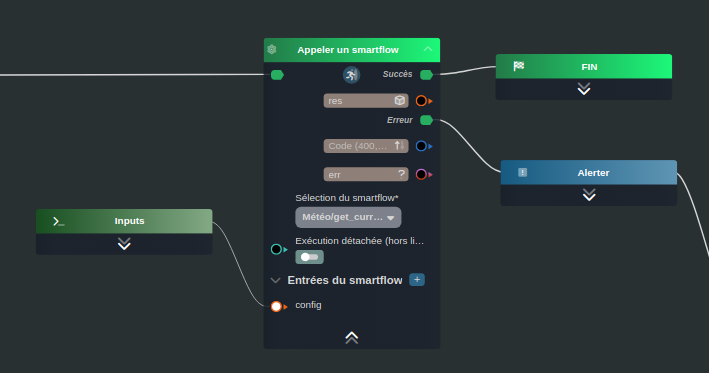 Appeler un smartflow
Succès
FIN
res
Erreur
Code (400,...
Alerter
err
Sélection du smartflow*
Météo/get_curr...
Inputs
Exécution détachée (hors li...
Entrées du smartflow
config